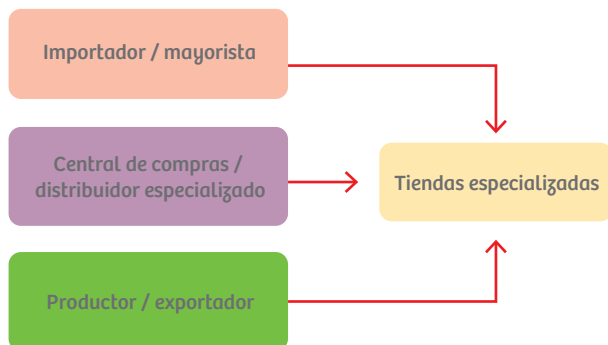 Importador / mayorista
Central de compras /
distribuidor especializado
Tiendas especializadas
Productor / exportador